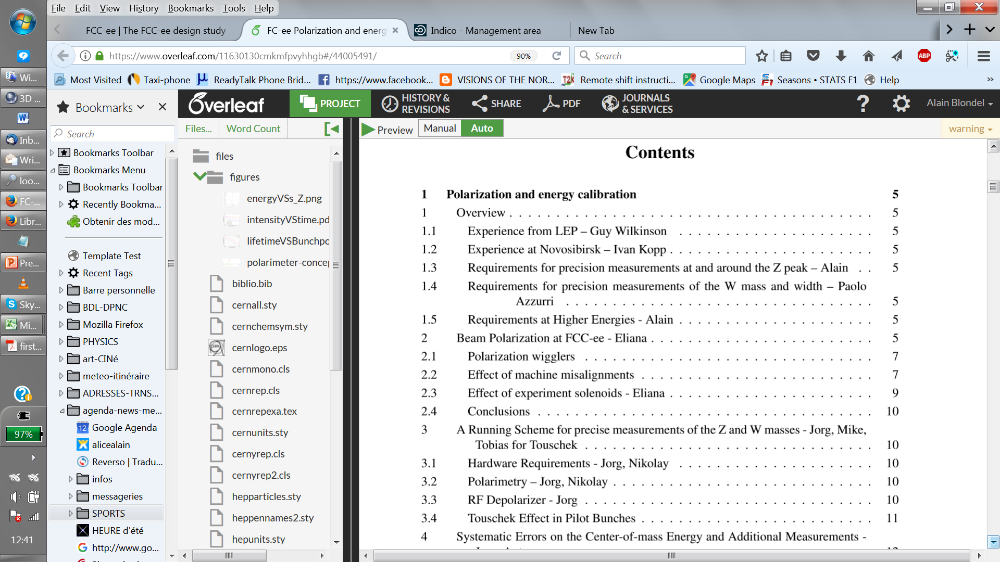 File Edit View History Bookmarks Tools Help
FCC-ee | The FCC-ee design study
FC-ee Polarization and energ
Indico - Management area
New Tab
https://www.overleaf.com/11630130cmkmfpvyhhgb#/44005491/
90%
Search
ABP
Most Visited
Taxi-phone
ReadyTalk Phone Brid...
https://www.facebook...
VISIONS OF THE NOR...
Remote shift instructi...
Google Maps
Seasons • STATS F1
Help
Wi...
3D ...
Inb...
Wri...
loo...
FC-...
Libr...
Pre...
Sky...
Mi...
first...
97%
12:41
Bookmarks
Search
Bookmarks Toolbar
Bookmarks Menu
Bookmarks Toolbar
Recently Bookma...
Obtenir des mod...
Template Test
Recent Tags
Barre personnelle
BDL-DPNC
Mozilla Firefox
PHYSICS
art-CINé
meteo-itinéraire
ADRESSES-TRNS...
agenda-news-me...
12 Google Agenda
alicealain
Reverso | Tradu...
infos
messageries
SPORTS
HEURE d'été
http://www.go...
Overleaf
PROJECT
HISTORY &
REVISIONS
SHARE
PDF
JOURNALS
& SERVICES
?
Alain Blondel
Files...
Word Count
Preview
Manual
Auto
warning
files
figures
energyVSs_Z.png
intensityVStime.pd
lifetimeVSBunchpo
polarimeter-concep
biblio.bib
cernall.sty
cernchemsym.sty
cernlogo.eps
cernmono.cls
cernrep.cls
cernrepexa.tex
cernunits.sty
cernyrep.cls
cernyrep2.cls
hepparticles.sty
heppennames2.sty
hepunits.sty
Contents
1 Polarization and energy calibration 5
1 Overview . . . . . . . . . . . . . . . . . . . . 5
1.1 Experience from LEP – Guy Wilkinson . . . . . . . . . . . . . . . . . . . . 5
1.2 Experience at Novosibirsk – Ivan Kopp . . . . . . . . . . . . . . . . . . . . 5
1.3 Requirements for precision measurements at and around the Z peak – Alain . . 5
1.4 Requirements for precision measurements of the W mass and width – Paolo
Azzurri . . . . . . . . . . . . . . . . . . . . 5
1.5 Requirements at Higher Energies - Alain . . . . . . . . . . . . . . . . . . . . 5
2 Beam Polarization at FCC-ee - Eliana . . . . . . . . . . . . . . . . . . . . 5
2.1 Polarization wigglers . . . . . . . . . . . . . . . . . . . . 7
2.2 Effect of machine misalignments . . . . . . . . . . . . . . . . . . . . 7
2.3 Effect of experiment solenoids - Eliana . . . . . . . . . . . . . . . . . . . . 9
2.4 Conclusions . . . . . . . . . . . . . . . . . . . . 10
3 A Running Scheme for precise measurements of the Z and W masses - Jorg, Mike,
Tobias for Touschek . . . . . . . . . . . . . . . . . . . . 10
3.1 Hardware Requirements - Jorg, Nikolay . . . . . . . . . . . . . . . . . . . . 10
3.2 Polarimetry – Jorg, Nikolay . . . . . . . . . . . . . . . . . . . . 10
3.3 RF Depolarizer - Jorg . . . . . . . . . . . . . . . . . . . . 10
3.4 Touschek Effect in Pilot Bunches . . . . . . . . . . . . . . . . . . . . 11
4 Systematic Errors on the Center-of-mass Energy and Additional Measurements -